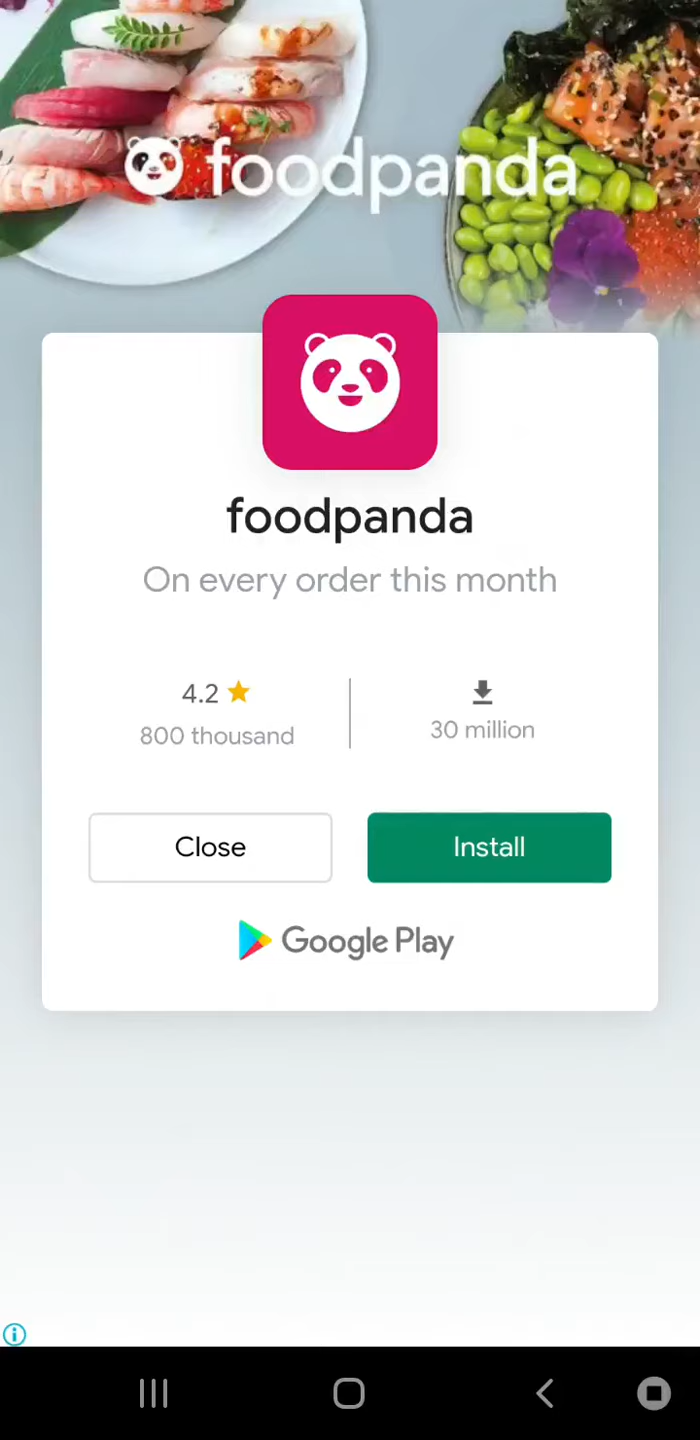 foodpanda
foodpanda
On every order this month
4.2
800 thousand
30 million
Close
Install
Google Play